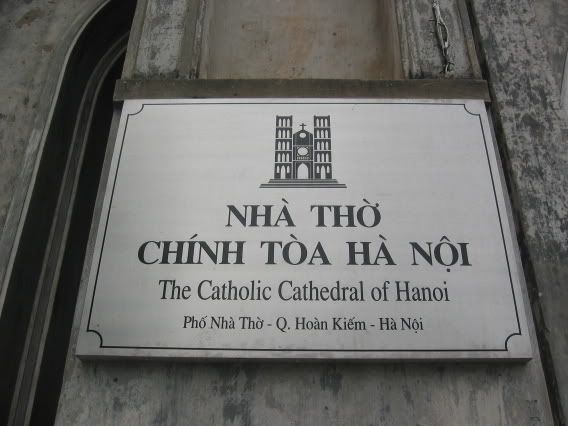 NHÀ THỜ
CHÍNH TÒA HÀ NỘI
The Catholic Cathedral of Hanoi
Phố Nhà Thờ - Q. Hoàn Kiếm - Hà Nội